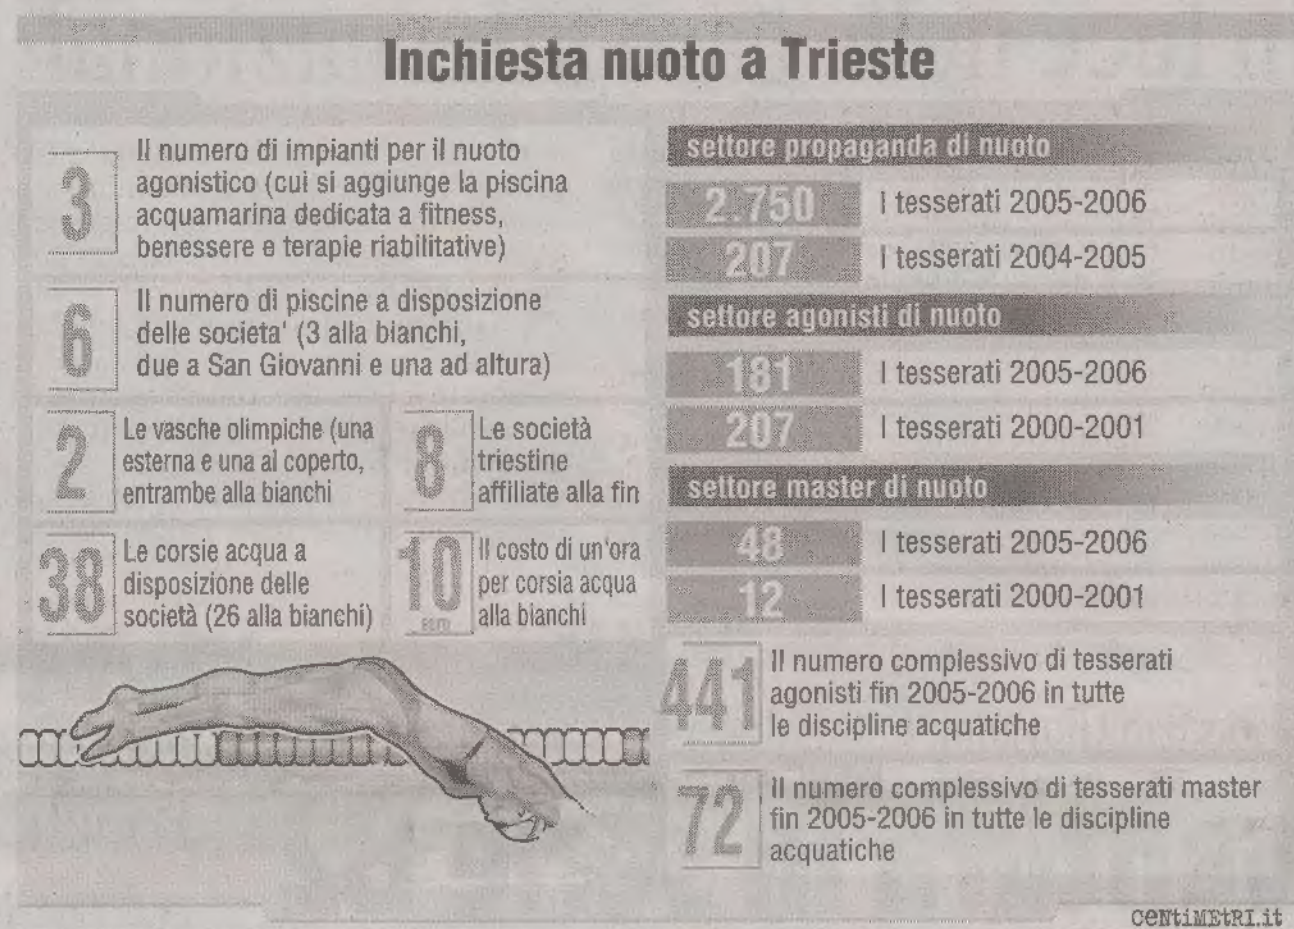 Inchiesta nuoto a Trieste
3
Il numero di impianti per il nuoto
agonistico (cui si aggiunge la piscina
acquamarina dedicata a fitness,
benessere e terapie riabilitative)
6
Il numero di piscine a disposizione
delle societa' (3 alla bianchi,
due a San Giovanni e una ad altura)
2
Le vasche olimpiche (una
esterna e una al coperto,
entrambe alla bianchi
8
Le società
triestine
affiliate alla fin
38
Le corsie acqua a
disposizione delle
società (26 alla bianchi)
10
Il costo di un'ora
per corsia acqua
alla bianchi
settore propaganda di nuoto
2.750 I tesserati 2005-2006
207 I tesserati 2004-2005
settore agonisti di nuoto
181 I tesserati 2005-2006
207 I tesserati 2000-2001
settore master di nuoto
48 I tesserati 2005-2006
12 I tesserati 2000-2001
441
Il numero complessivo di tesserati
agonisti fin 2005-2006 in tutte
le discipline acquatiche
72
Il numero complessivo di tesserati master
fin 2005-2006 in tutte le discipline
acquatiche
CENTIMETRI.it